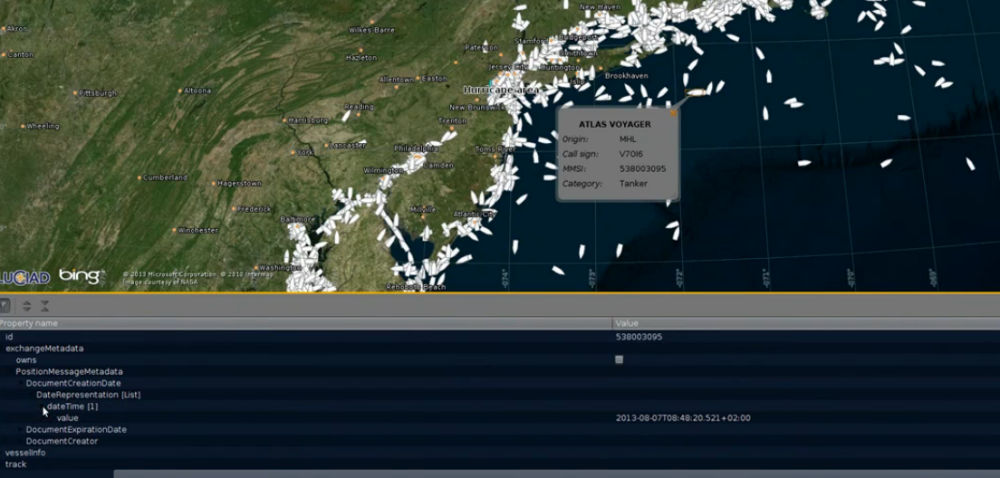 New Haven
Akron
Wilkes Barre
Stamford
Bridgeport
Paterson
Smithtown
Canton
Hazleton
Jersey City
Huntington
Allentown
Easton
Islip
Brookhaven
Hurricane area
Pittsburgh
Altoona
Reading
New Brunswick
Harrisburg
Trenton
ATLAS VOYAGER
Wheeling
Origin: MHL
Lancaster
Philadelphia
Toms River
York
Call sign: V7OI6
Camden
Wilmington
MMSI: 538003095
Cumberland
Hagerstown
Category: Tanker
Frederick
Millville
Atlantic City
Baltimore
Winchester
Washington
LUCIAD bing
© 2013 Microsoft Corporation © 2010 Intermap
Image courtesy of NASA
Rehoboth Beach
-074°
-073°
-072°
-071°
-070°
-069°
Property name Value
id 538003095
exchangeMetadata
owns
PositionMessageMetadata
DocumentCreationDate
DateRepresentation [List]
dateTime [1]
value 2013-08-07T08:48:20.521+02:00
DocumentExpirationDate
DocumentCreator
vesselInfo
track